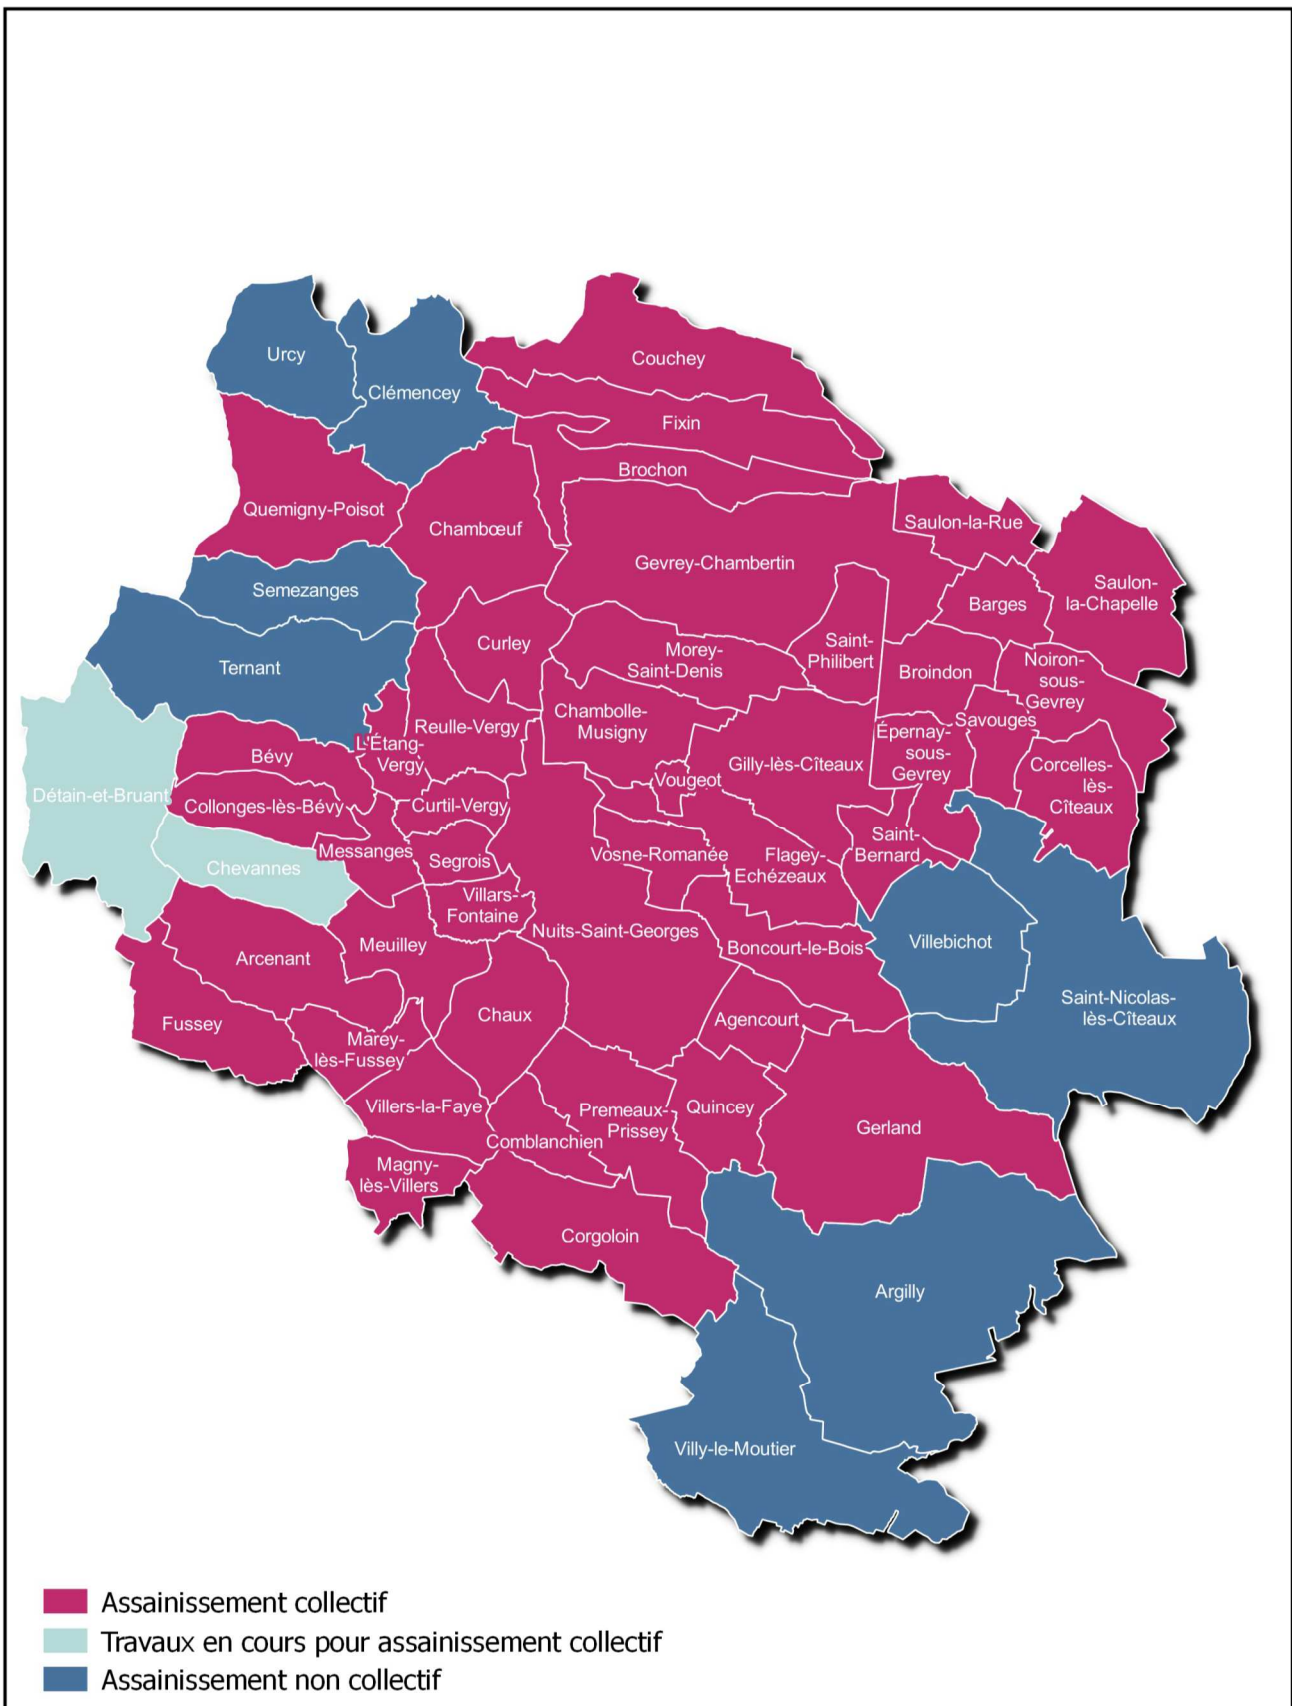 Urcy
Clémencey
Couchey
Fixin
Brochon
Quemigny-Poisot
Chambœuf
Saulon-la-Rue
Gevrey-Chambertin
Semezanges
Barges
Saulon-
la-Chapelle
Ternant
Curley
Morey-
Saint-Denis
Saint-
Philibert
Broindon
Noiron-
sous-
Gevrey
Reulle-Vergy
Chambolle-
Musigny
Savouges
Épernay-
sous-
Gevrey
L'Étang-
Vergy
Bévy
Gilly-lès-Cîteaux
Vougeot
Corcelles-
lès-
Cîteaux
Détain-et-Bruant
Collonges-lès-Bévy
Curtil-Vergy
Messanges
Segrois
Vosne-Romanée
Flagey-
Echézeaux
Saint-
Bernard
Chevannes
Villars-
Fontaine
Nuits-Saint-Georges
Meuilley
Boncourt-le-Bois
Villebichot
Arcenant
Saint-Nicolas-
lès-Cîteaux
Fussey
Chaux
Agencourt
Marey-
lès-Fussey
Villers-la-Faye
Premeaux-
Prissey
Quincey
Gerland
Comblanchien
Magny-
lès-Villers
Corgoloin
Argilly
Villy-le-Moutier
Assainissement collectif
Travaux en cours pour assainissement collectif
Assainissement non collectif